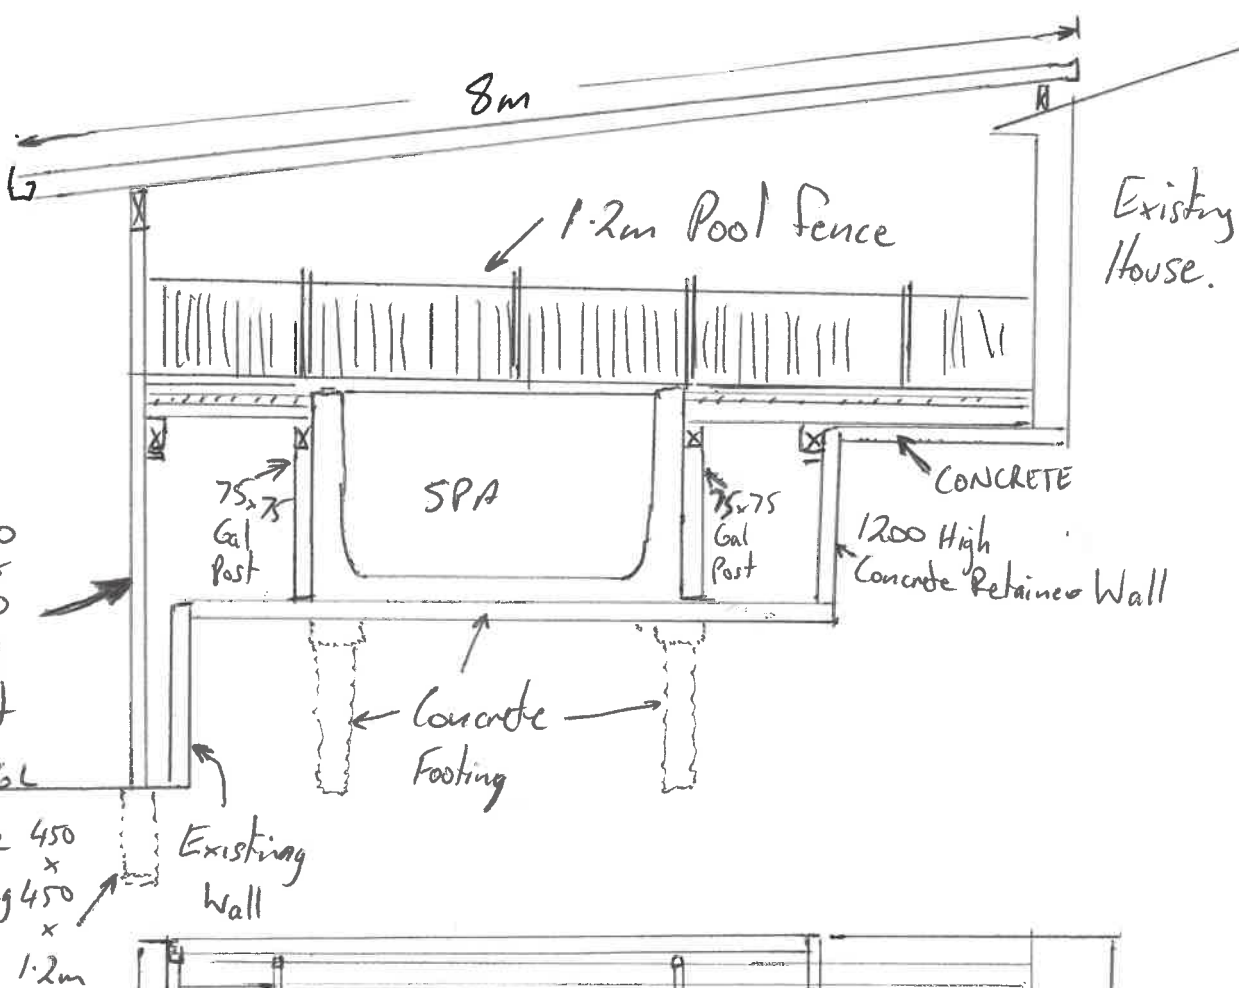 8m
1.2m Pool fence
Existing
House.
75x75
Gal
Post
SPA
75x75
Gal
Post
CONCRETE
1200 High
Concrete Retainer Wall
Concrete
Footing
GL
450
x
450
x
1.2m
Existing
Wall